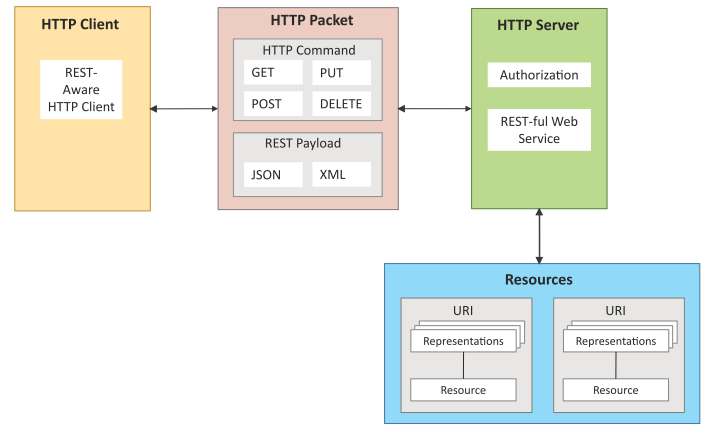 HTTP Client
REST-
Aware
HTTP Client
HTTP Packet
HTTP Command
GET
PUT
POST
DELETE
REST Payload
JSON
XML
HTTP Server
Authorization
REST-ful Web
Service
Resources
URI
Representations
Resource
URI
Representations
Resource